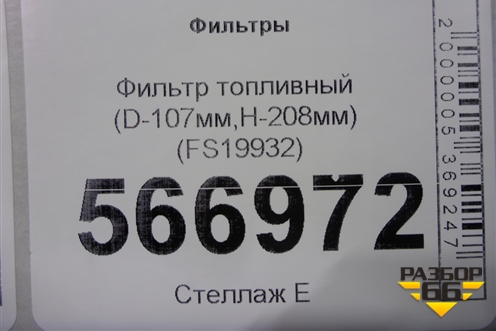 Фильтры
Фильтр топливный
(D-107мм,H-208мм)
(FS19932)
566972
Стеллаж Е
2000005369247
РАЗБОР
66